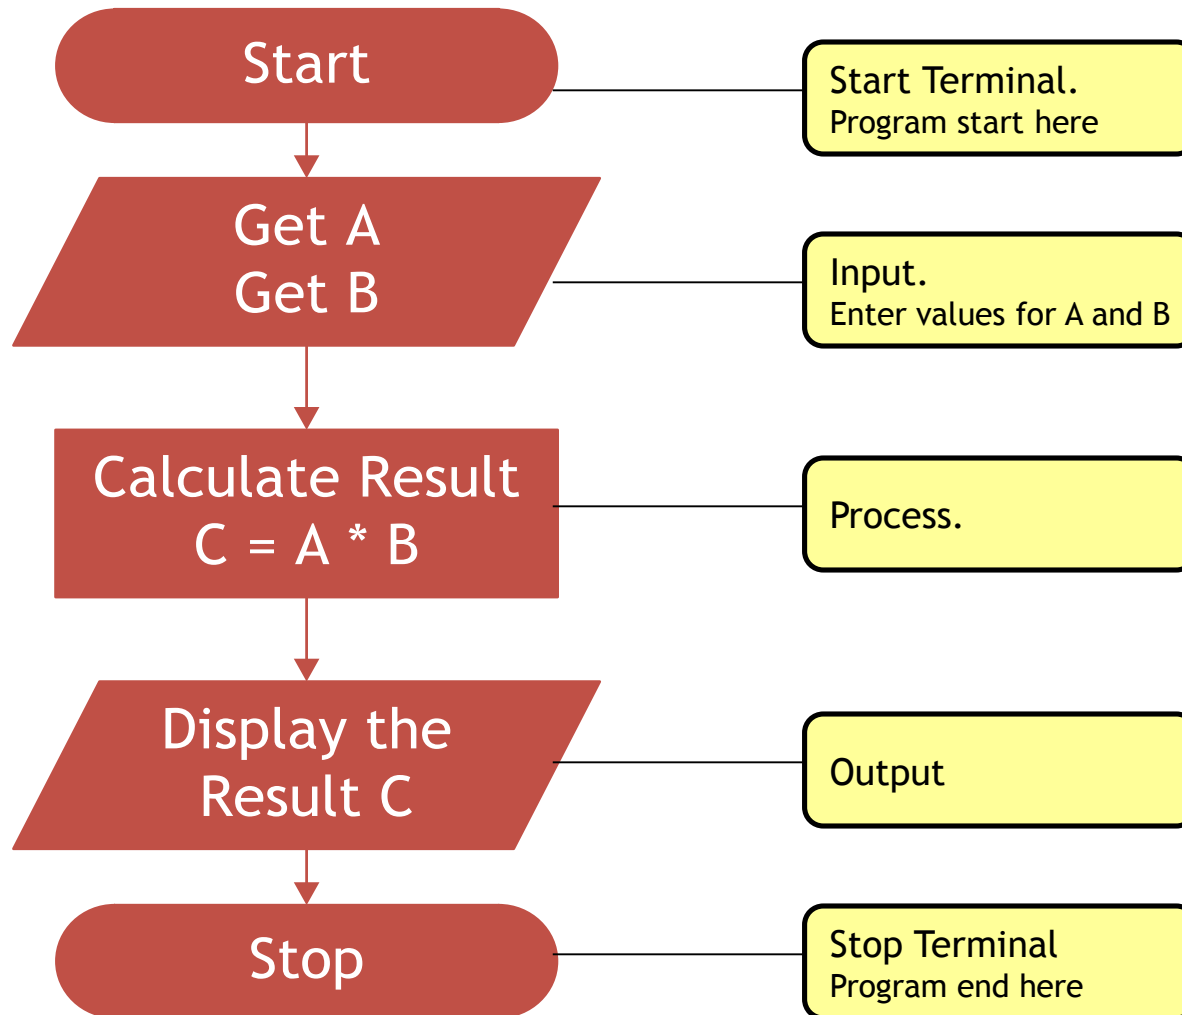 Start
Start Terminal.
Program start here
Get A
Get B
Input.
Enter values for A and B
Calculate Result
C = A * B
Process.
Display the
Result C
Output
Stop
Stop Terminal
Program end here